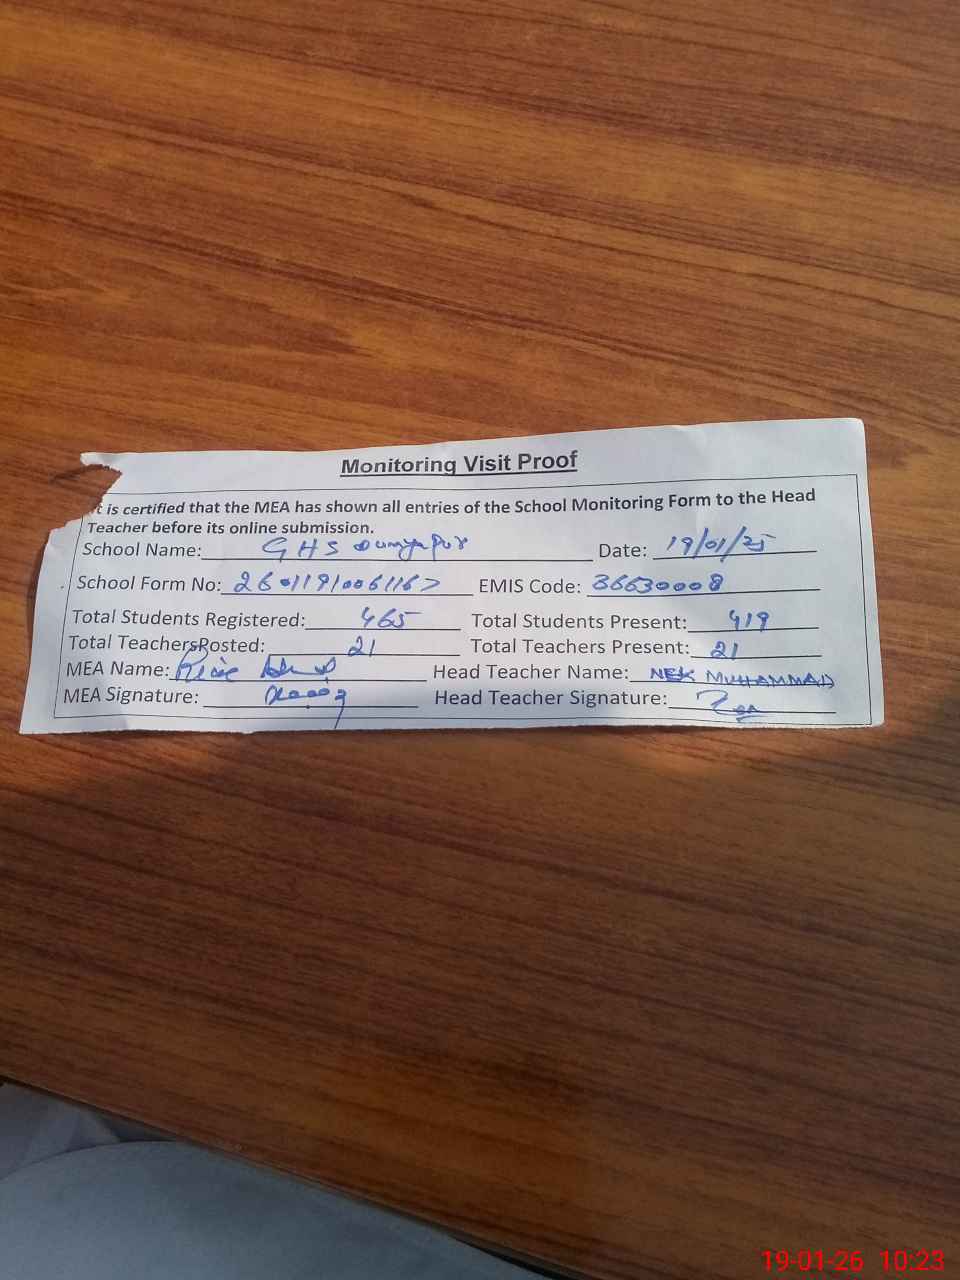 Monitoring Visit Proof
It is certified that the MEA has shown all entries of the School Monitoring Form to the Head
Teacher before its online submission.
School Name: GHS Dunyapur Date: 19/01/25
School Form No: EMIS Code: 36630008
Total Students Registered: 465 Total Students Present: 419
Total TeachersPosted: 21 Total Teachers Present: 21
MEA Name: Head Teacher Name: NEK MUHAMMAD
MEA Signature: Head Teacher Signature:
19-01-26 10:23